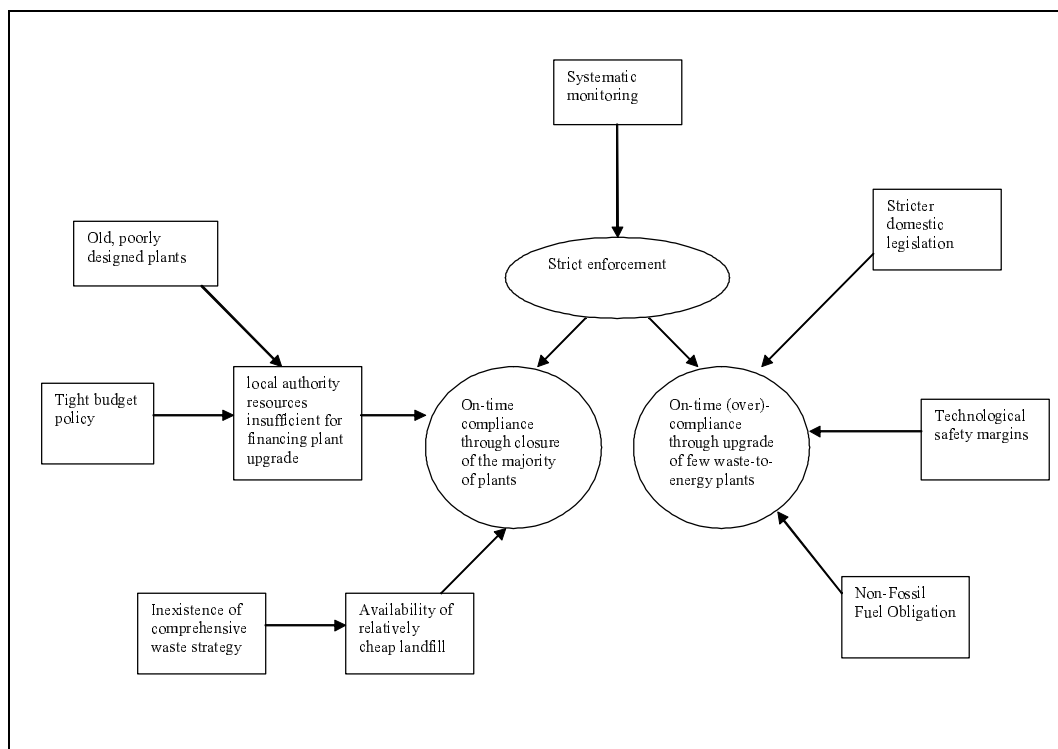 Systematic
monitoring
Stricter
domestic
legislation
Old, poorly
designed plants
Strict enforcement
Tight budget
policy
local authority
resources
insufficient for
financing plant
upgrade
On-time
compliance
through closure
of the majority
of plants
On-time (over)-
compliance
through upgrade
of few waste-to-
energy plants
Technological
safety margins
Inexistence of
comprehensive
waste strategy
Availability of
relatively
cheap landfill
Non-Fossil
Fuel Obligation